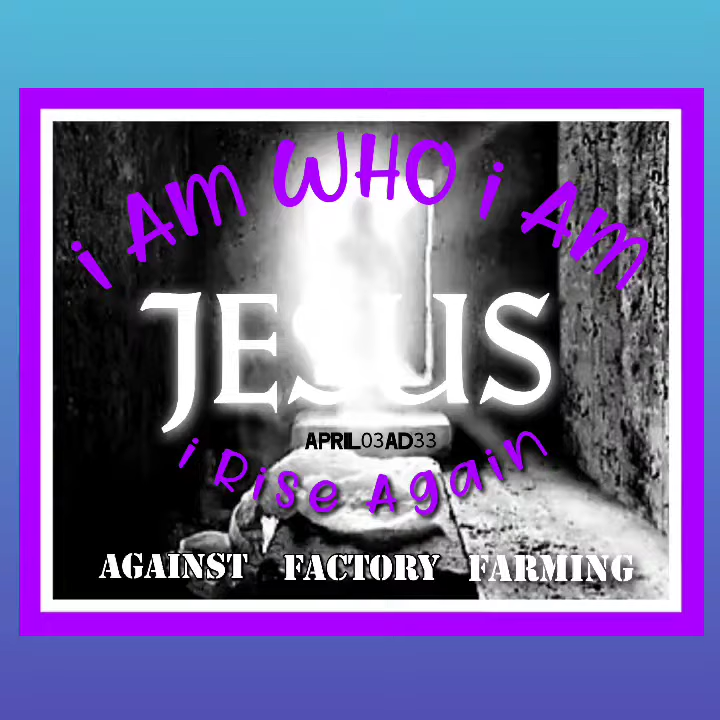 i AM WHO i AM
JESUS
APRIL03AD33
i Rise Again
AGAINST FACTORY FARMING